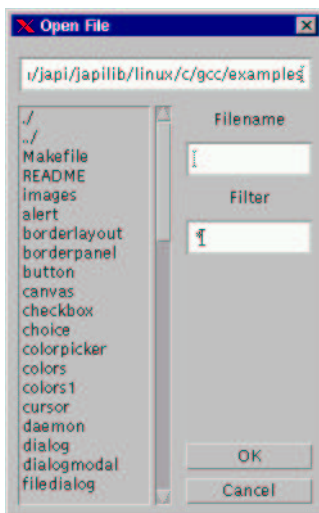 Open File
/japi/japilib/linux/c/gcc/examples
./
../
Makefile
README
images
alert
borderlayout
borderpanel
button
canvas
checkbox
choice
colorpicker
colors
colors1
cursor
daemon
dialog
dialogmodal
filedialog
Filename
Filter
OK
Cancel